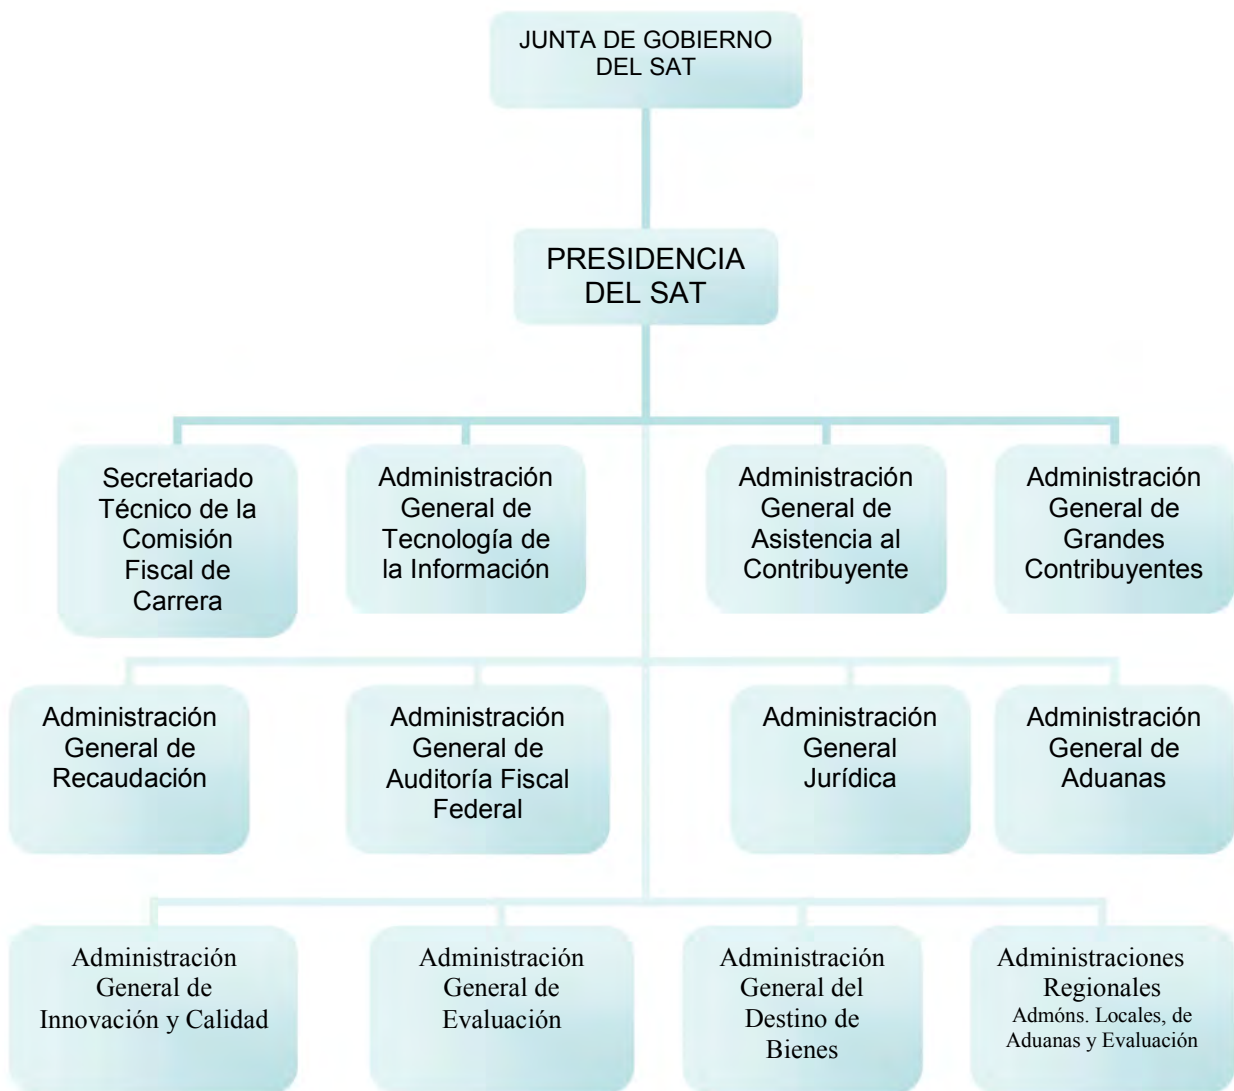 JUNTA DE GOBIERNO
DEL SAT
PRESIDENCIA
DEL SAT
Secretariado
Técnico de la
Comisión
Fiscal de
Carrera
Administración
General de
Tecnología de
la Información
Administración
General de
Asistencia al
Contribuyente
Administración
General de
Grandes
Contribuyentes
Administración
General de
Recaudación
Administración
General de
Auditoría Fiscal
Federal
Administración
General
Jurídica
Administración
General de
Aduanas
Administración
General de
Innovación y Calidad
Administración
General de
Evaluación
Administración
General del
Destino de
Bienes
Administraciones
Regionales
Admóns. Locales, de
Aduanas y Evaluación